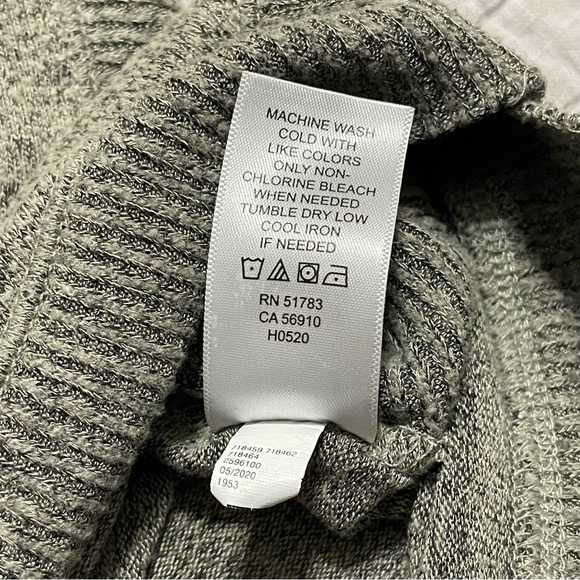 MACHINE WASH
COLD WITH
LIKE COLORS
ONLY NON-
CHLORINE BLEACH
WHEN NEEDED
TUMBLE DRY LOW
COOL IRON
IF NEEDED
RN 51783
CA 56910
H0520
718459.718462
718464
2596100
05/2020
1953